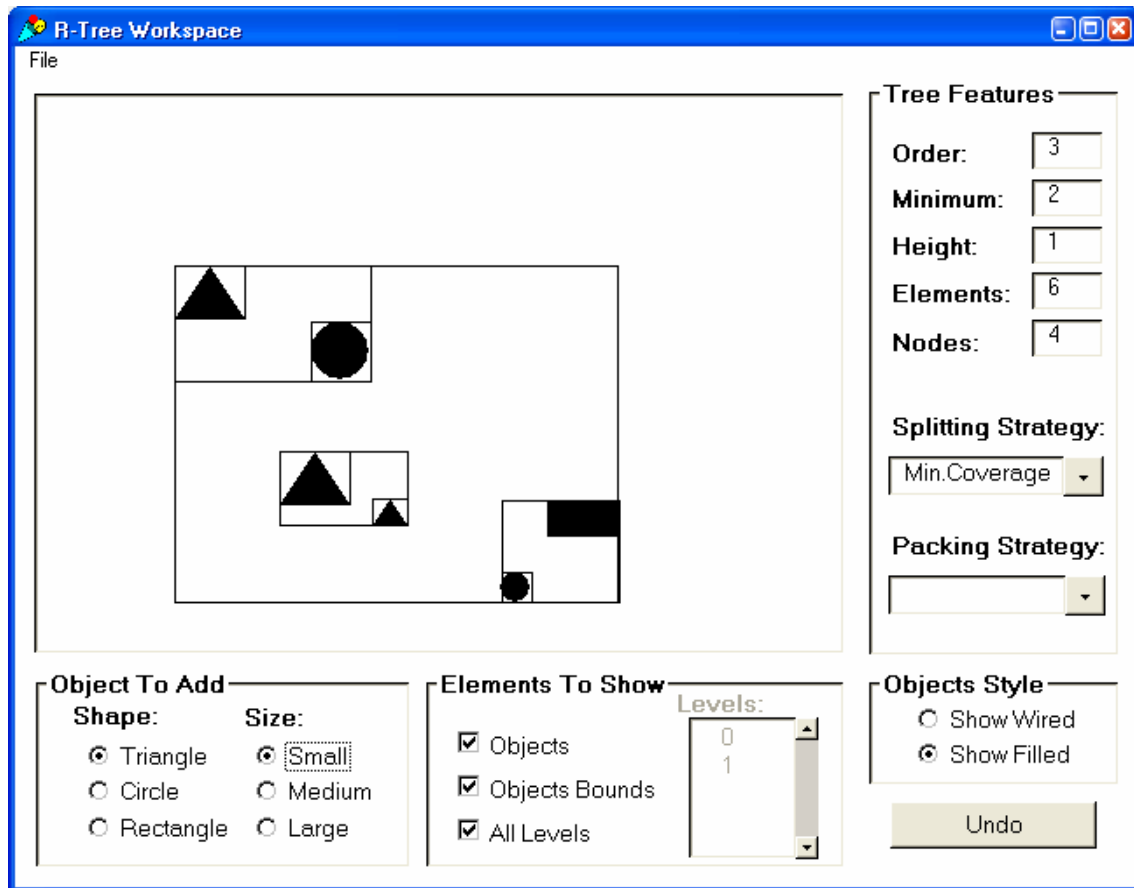 R-Tree Workspace
File
Tree Features
Order: 3
Minimum: 2
Height: 1
Elements: 6
Nodes: 4
Splitting Strategy:
Min.Coverage
Packing Strategy:
Object To Add
Shape: Size:
Triangle Small
Circle Medium
Rectangle Large
Elements To Show
Levels:
0
1
Objects
Objects Bounds
All Levels
Objects Style
Show Wired
Show Filled
Undo